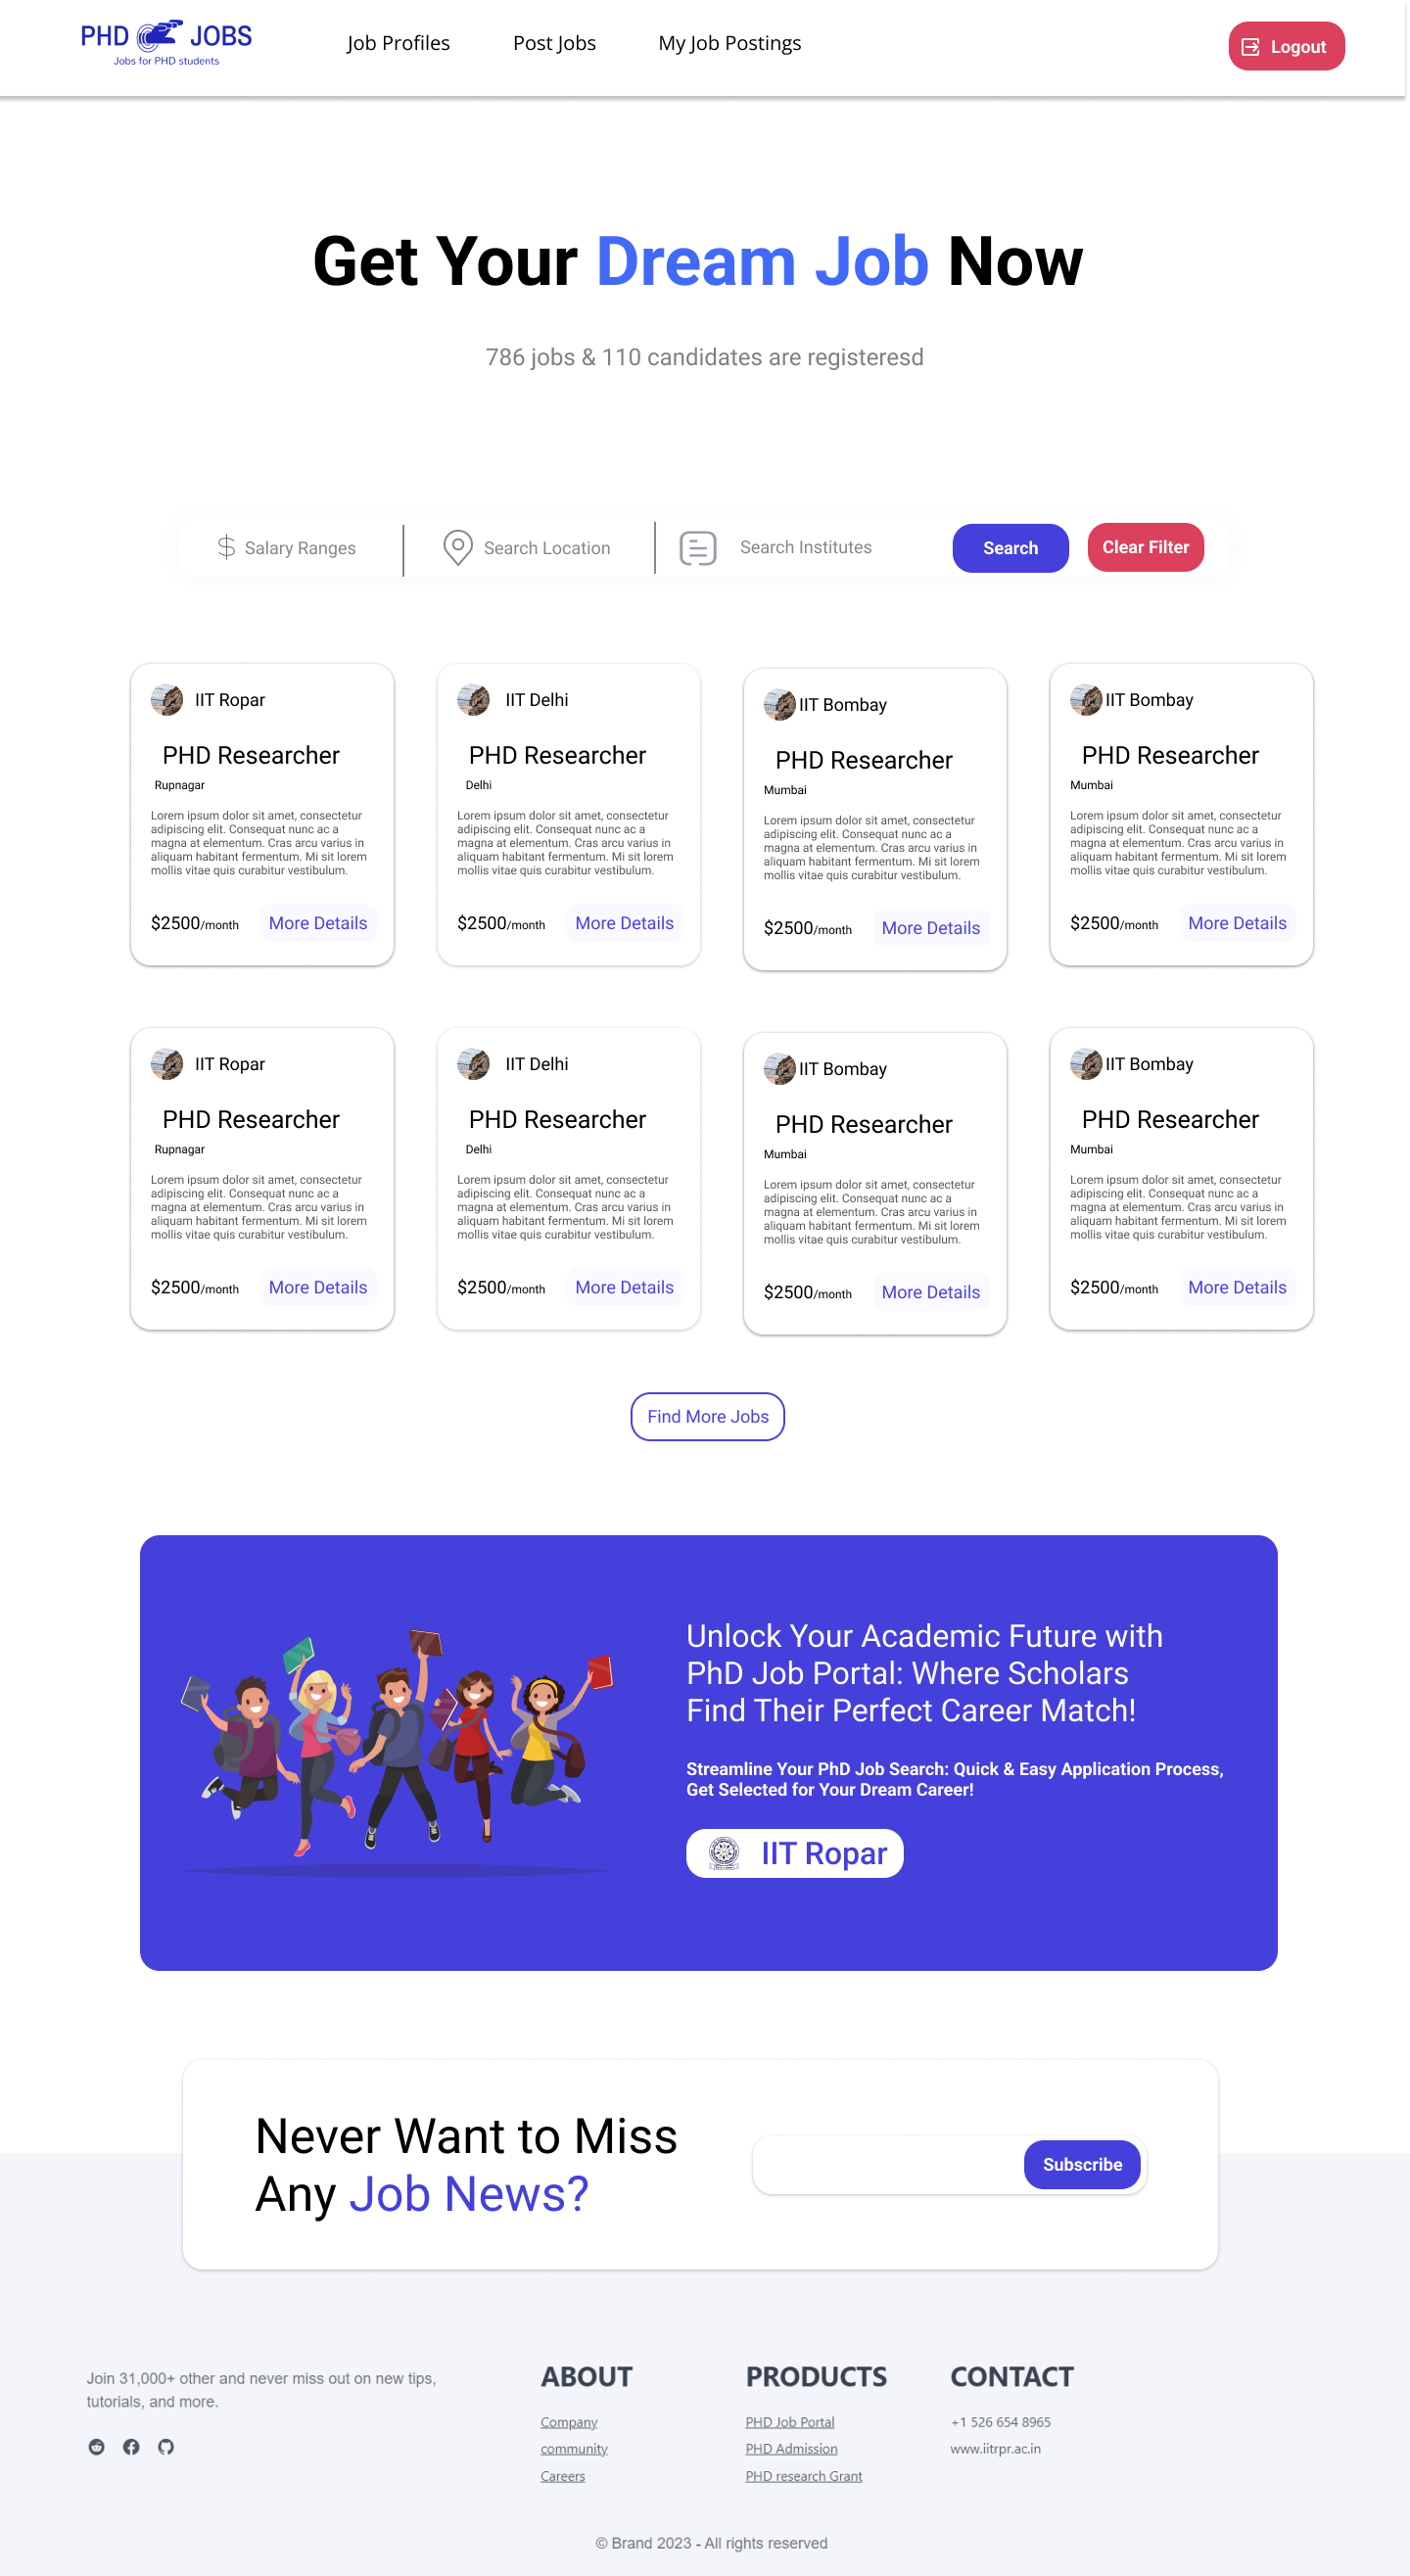 PHD JOBS
Jobs for PHD students
Job Profiles
Post Jobs
My Job Postings
Logout
Get Your Dream Job Now
786 jobs & 110 candidates are registeresd
Salary Ranges
Search Location
Search Institutes
Search
Clear Filter
IIT Ropar
PHD Researcher
Rupnagar
Lorem ipsum dolor sit amet, consectetur
adipiscing elit. Consequat nunc ac a
magna at elementum. Cras arcu varius in
aliquam habitant fermentum. Mi sit lorem
mollis vitae quis curabitur vestibulum.
$2500/month
More Details
IIT Delhi
PHD Researcher
Delhi
Lorem ipsum dolor sit amet, consectetur
adipiscing elit. Consequat nunc ac a
magna at elementum. Cras arcu varius in
aliquam habitant fermentum. Mi sit lorem
mollis vitae quis curabitur vestibulum.
$2500/month
More Details
IIT Bombay
PHD Researcher
Mumbai
Lorem ipsum dolor sit amet, consectetur
adipiscing elit. Consequat nunc ac a
magna at elementum. Cras arcu varius in
aliquam habitant fermentum. Mi sit lorem
mollis vitae quis curabitur vestibulum.
$2500/month
More Details
IIT Bombay
PHD Researcher
Mumbai
Lorem ipsum dolor sit amet, consectetur
adipiscing elit. Consequat nunc ac a
magna at elementum. Cras arcu varius in
aliquam habitant fermentum. Mi sit lorem
mollis vitae quis curabitur vestibulum.
$2500/month
More Details
IIT Ropar
PHD Researcher
Rupnagar
Lorem ipsum dolor sit amet, consectetur
adipiscing elit. Consequat nunc ac a
magna at elementum. Cras arcu varius in
aliquam habitant fermentum. Mi sit lorem
mollis vitae quis curabitur vestibulum.
$2500/month
More Details
IIT Delhi
PHD Researcher
Delhi
Lorem ipsum dolor sit amet, consectetur
adipiscing elit. Consequat nunc ac a
magna at elementum. Cras arcu varius in
aliquam habitant fermentum. Mi sit lorem
mollis vitae quis curabitur vestibulum.
$2500/month
More Details
IIT Bombay
PHD Researcher
Mumbai
Lorem ipsum dolor sit amet, consectetur
adipiscing elit. Consequat nunc ac a
magna at elementum. Cras arcu varius in
aliquam habitant fermentum. Mi sit lorem
mollis vitae quis curabitur vestibulum.
$2500/month
More Details
IIT Bombay
PHD Researcher
Mumbai
Lorem ipsum dolor sit amet, consectetur
adipiscing elit. Consequat nunc ac a
magna at elementum. Cras arcu varius in
aliquam habitant fermentum. Mi sit lorem
mollis vitae quis curabitur vestibulum.
$2500/month
More Details
Find More Jobs
Unlock Your Academic Future with
PhD Job Portal: Where Scholars
Find Their Perfect Career Match!
Streamline Your PhD Job Search: Quick & Easy Application Process,
Get Selected for Your Dream Career!
IIT Ropar
Never Want to Miss
Any Job News?
Subscribe
Join 31,000+ other and never miss out on new tips,
tutorials, and more.
ABOUT
Company
community
Careers
PRODUCTS
PHD Job Portal
PHD Admission
PHD research Grant
CONTACT
+1 526 654 8965
www.iitrpr.ac.in
© Brand 2023 - All rights reserved